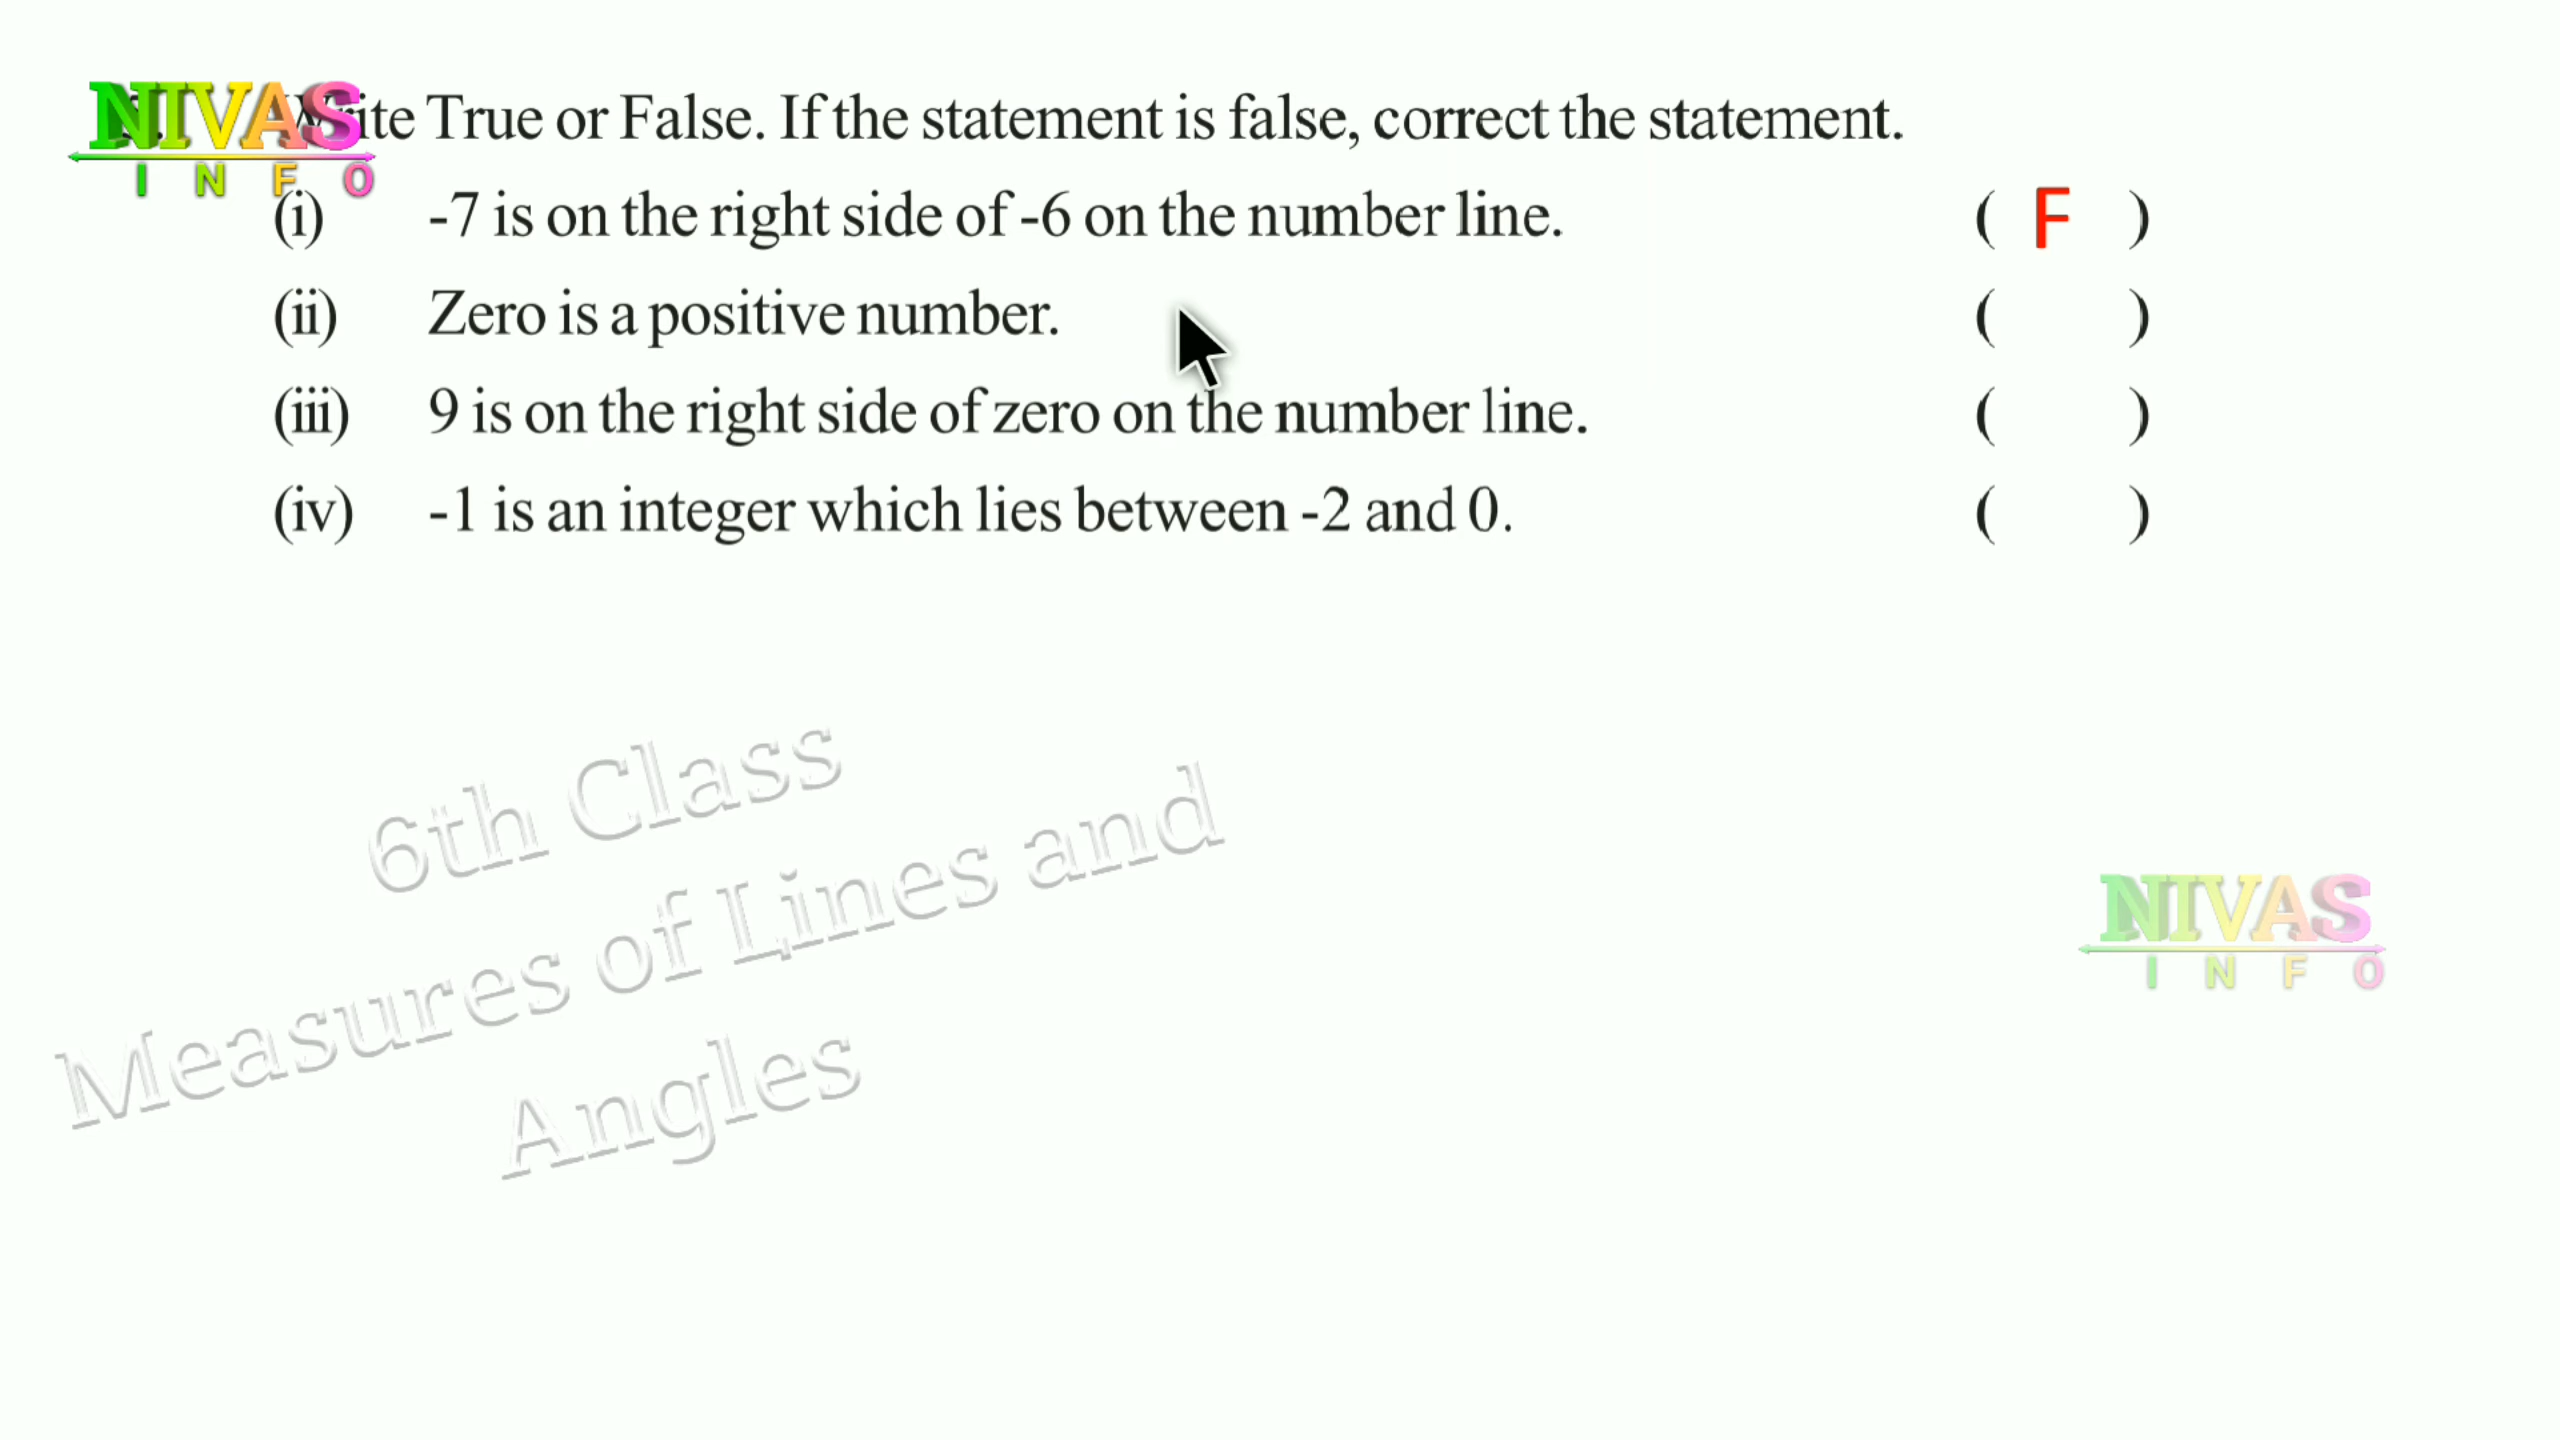 NIVAS
INFO
Write True or False. If the statement is false, correct the statement.
(i) -7 is on the right side of -6 on the number line. ( F )
(ii) Zero is a positive number. ( )
(iii) 9 is on the right side of zero on the number line. ( )
(iv) -1 is an integer which lies between -2 and 0. ( )
6th Class
Measures of Lines and
Angles
NIVAS
INFO